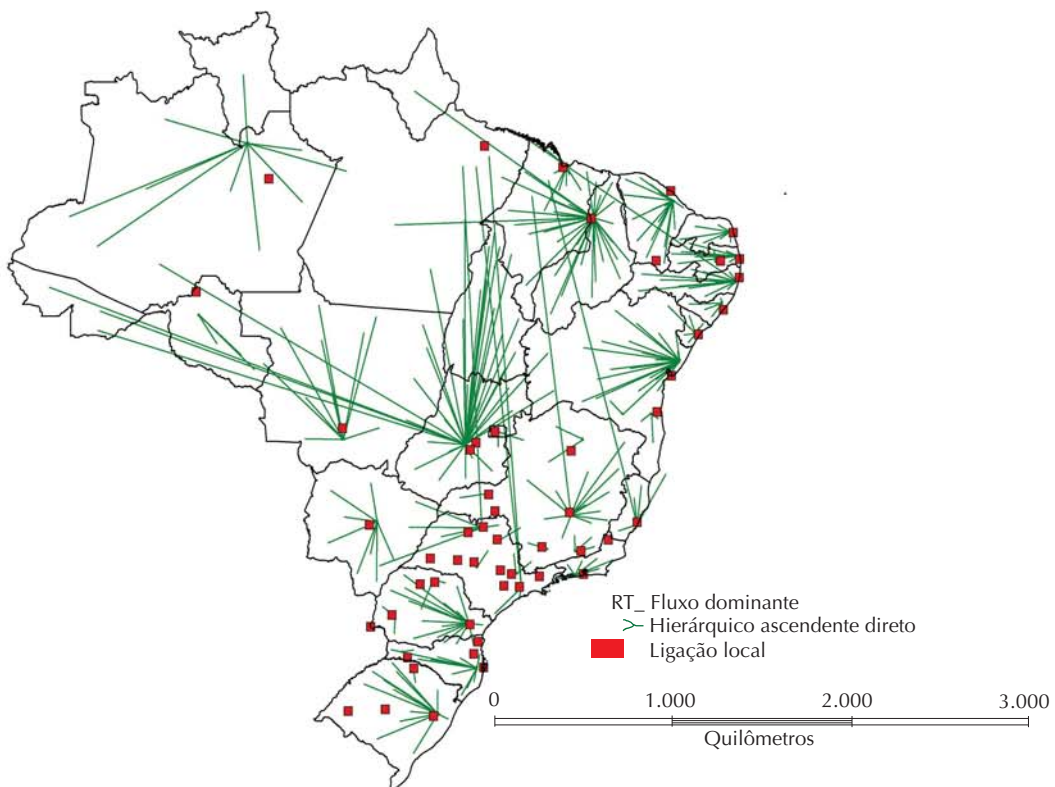 RT_ Fluxo dominante
Hierárquico ascendente direto
Ligação local
0 1.000 2.000 3.000
Quilômetros